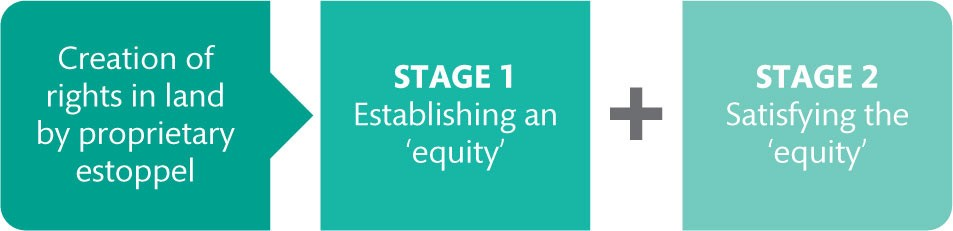 Creation of
rights in land
by proprietary
estoppel
STAGE 1
Establishing an
‘equity’
+
STAGE 2
Satisfying the
‘equity’